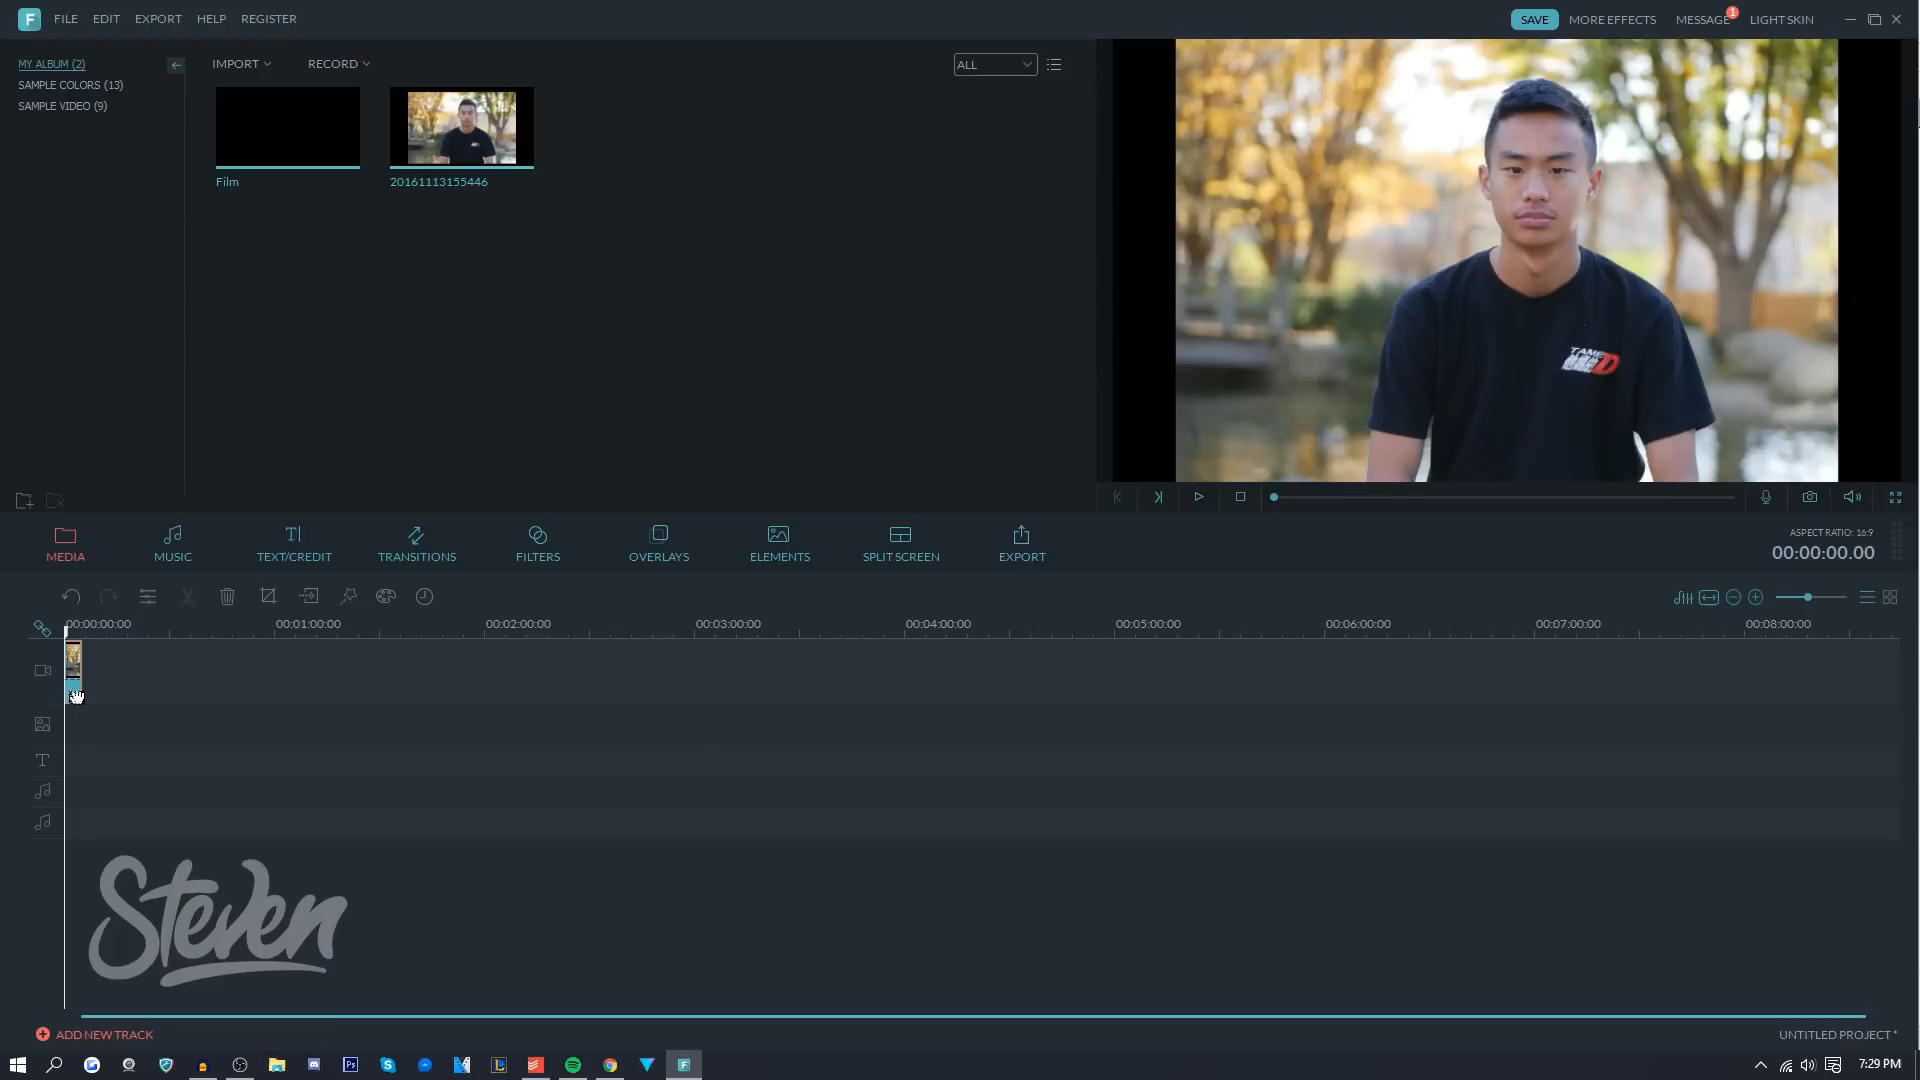 F FILE EDIT EXPORT HELP REGISTER
SAVE MORE EFFECTS MESSAGE 1 LIGHT SKIN
MY ALBUM (2)
SAMPLE COLORS (13)
SAMPLE VIDEO (9)
IMPORT RECORD ALL
Film 20161113155446
TAME D
MEDIA MUSIC TEXT/CREDIT TRANSITIONS FILTERS OVERLAYS ELEMENTS SPLIT SCREEN EXPORT
ASPECT RATIO: 16:9
00:00:00.00
00:00:00:00 00:01:00:00 00:02:00:00 00:03:00:00 00:04:00:00 00:05:00:00 00:06:00:00 00:07:00:00 00:08:00:00
Steven
ADD NEW TRACK
UNTITLED PROJECT *
7:29 PM